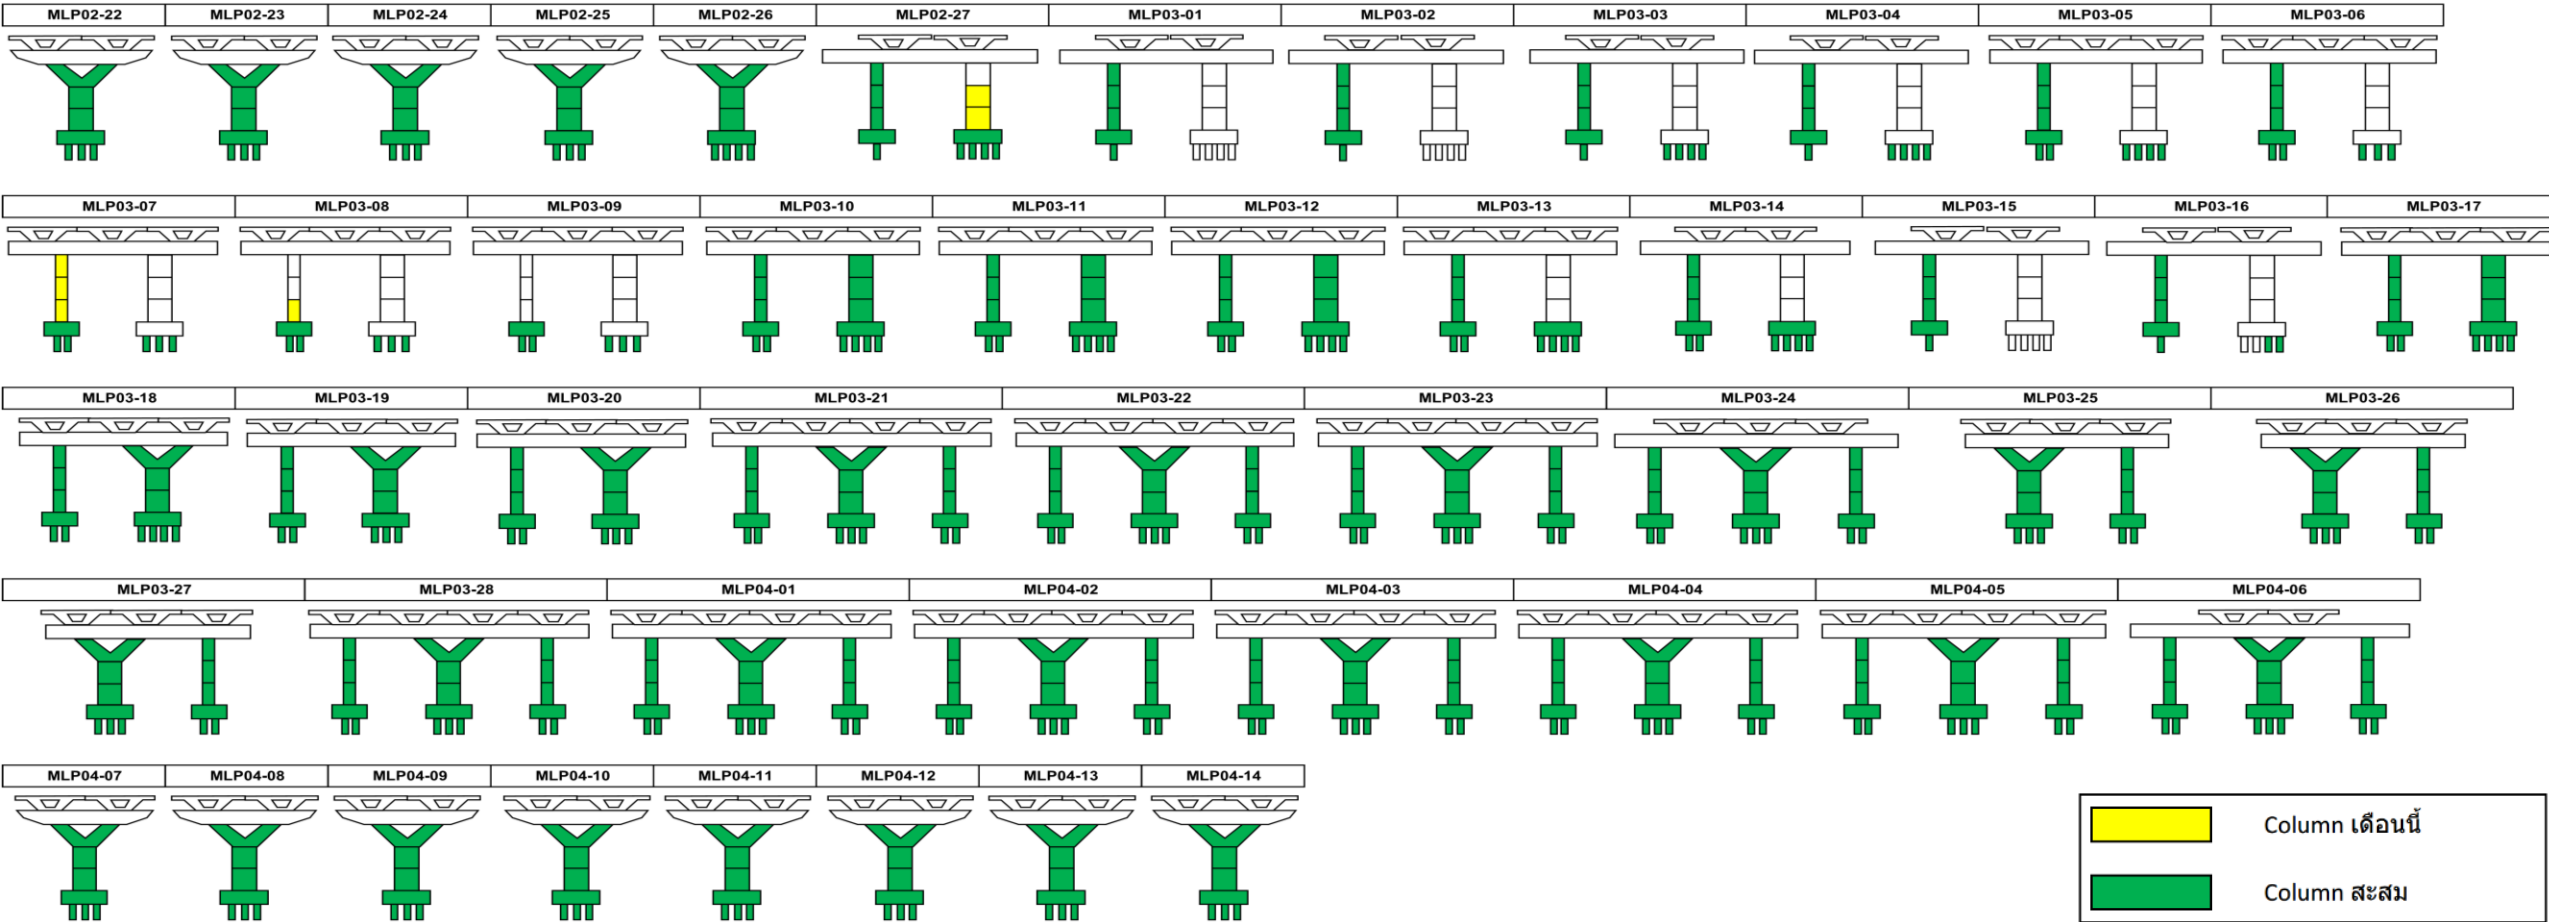 MLP02-22 MLP02-23 MLP02-24 MLP02-25 MLP02-26 MLP02-27 MLP03-01 MLP03-02 MLP03-03 MLP03-04 MLP03-05 MLP03-06
MLP03-07 MLP03-08 MLP03-09 MLP03-10 MLP03-11 MLP03-12 MLP03-13 MLP03-14 MLP03-15 MLP03-16 MLP03-17
MLP03-18 MLP03-19 MLP03-20 MLP03-21 MLP03-22 MLP03-23 MLP03-24 MLP03-25 MLP03-26
MLP03-27 MLP03-28 MLP04-01 MLP04-02 MLP04-03 MLP04-04 MLP04-05 MLP04-06
MLP04-07 MLP04-08 MLP04-09 MLP04-10 MLP04-11 MLP04-12 MLP04-13 MLP04-14
Column เดือนนี้
Column สะสม